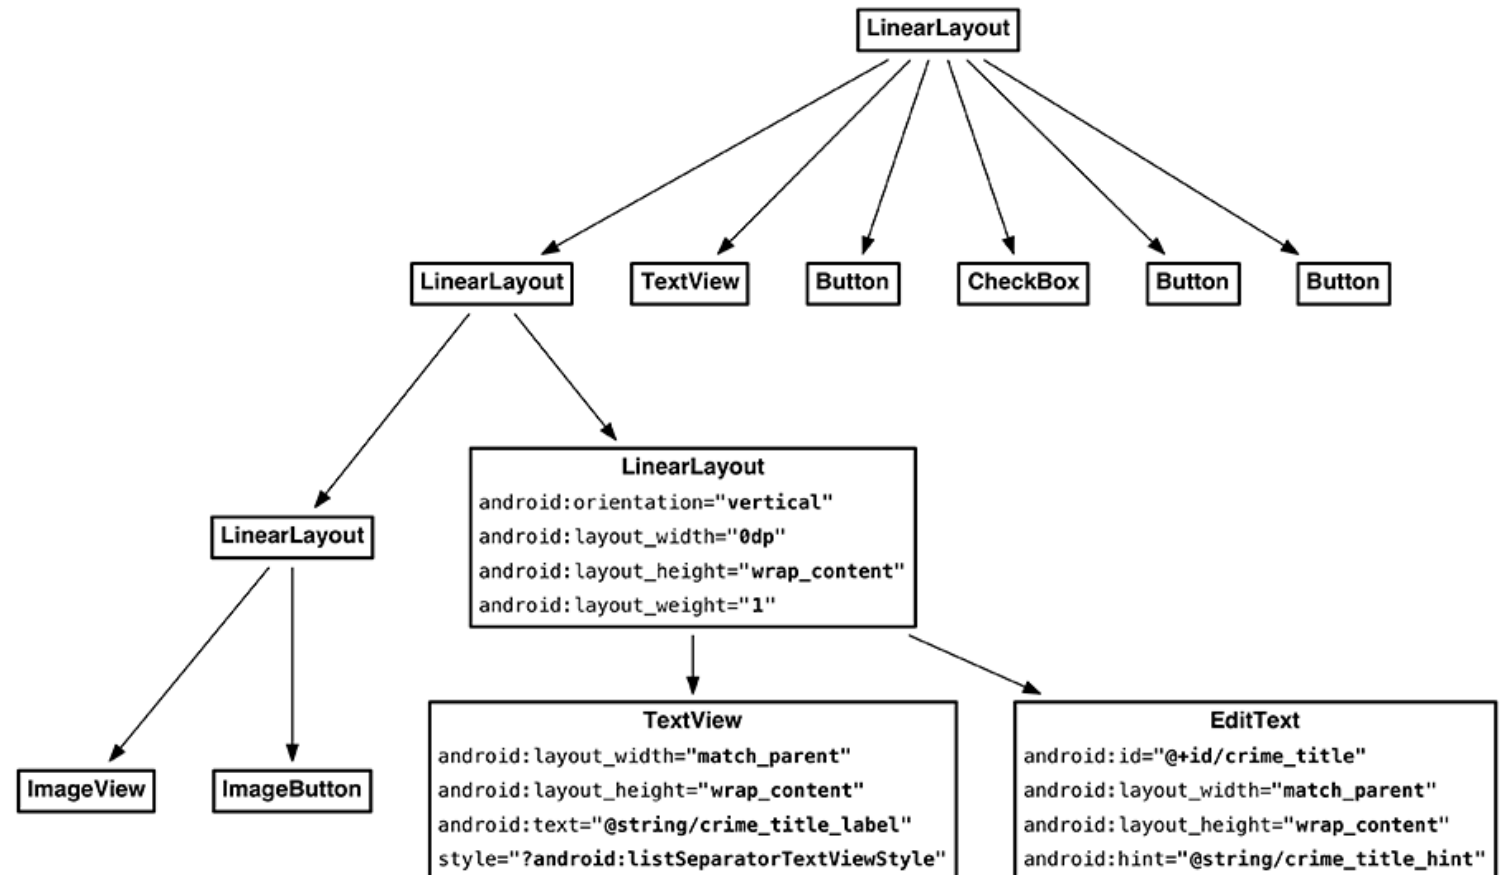 LinearLayout
LinearLayout
TextView
Button
CheckBox
Button
Button
LinearLayout
android:orientation="vertical"
android:layout_width="0dp"
android:layout_height="wrap_content"
android:layout_weight="1"
LinearLayout
ImageView
ImageButton
TextView
android:layout_width="match_parent"
android:layout_height="wrap_content"
android:text="@string/crime_title_label"
style="?android:listSeparatorTextViewStyle"
EditText
android:id="@+id/crime_title"
android:layout_width="match_parent"
android:layout_height="wrap_content"
android:hint="@string/crime_title_hint"